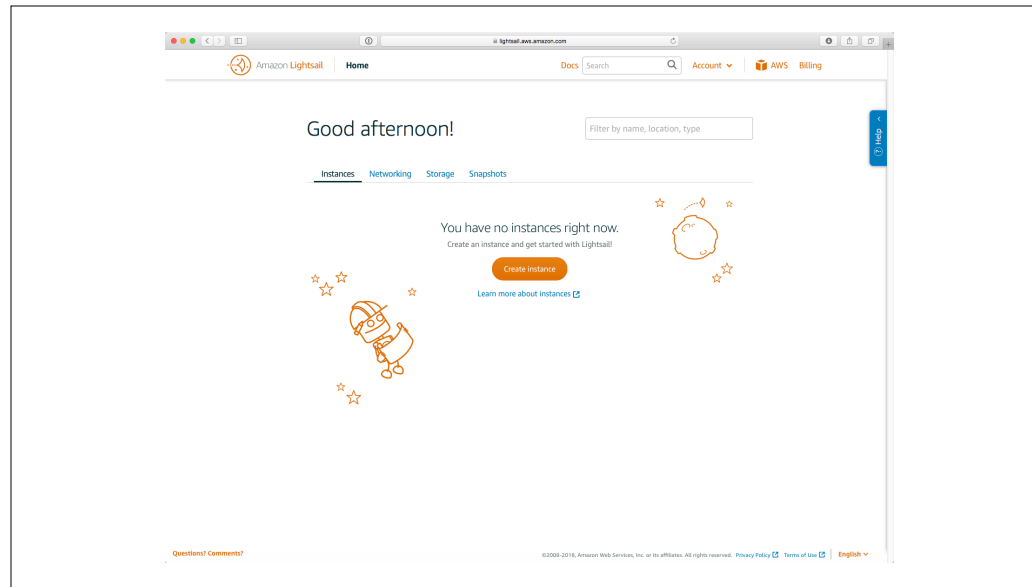 lightsail.aws.amazon.com
Amazon Lightsail Home Docs Search Account AWS Billing
Good afternoon!
Filter by name, location, type
? Help
Instances Networking Storage Snapshots
You have no instances right now.
Create an instance and get started with Lightsail!
Create instance
Learn more about instances
Questions? Comments? ©2008-2018, Amazon Web Services, Inc. or its affiliates. All rights reserved. Privacy Policy Terms of Use English